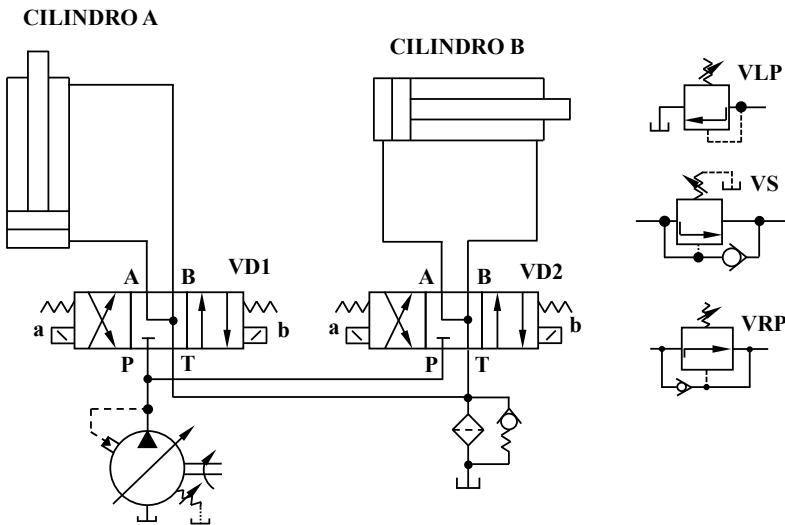 CILINDRO A
CILINDRO B
VLP
VS
VRP
A B VD1
a b
P T
A B VD2
a b
P T